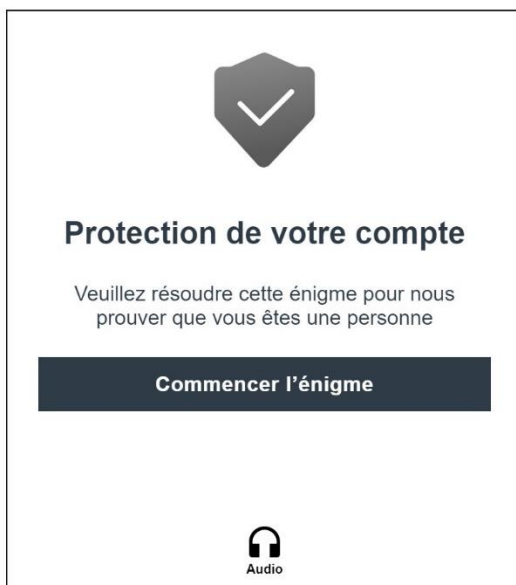 Protection de votre compte
Veuillez résoudre cette énigme pour nous
prouver que vous êtes une personne
Commencer l’énigme
Audio